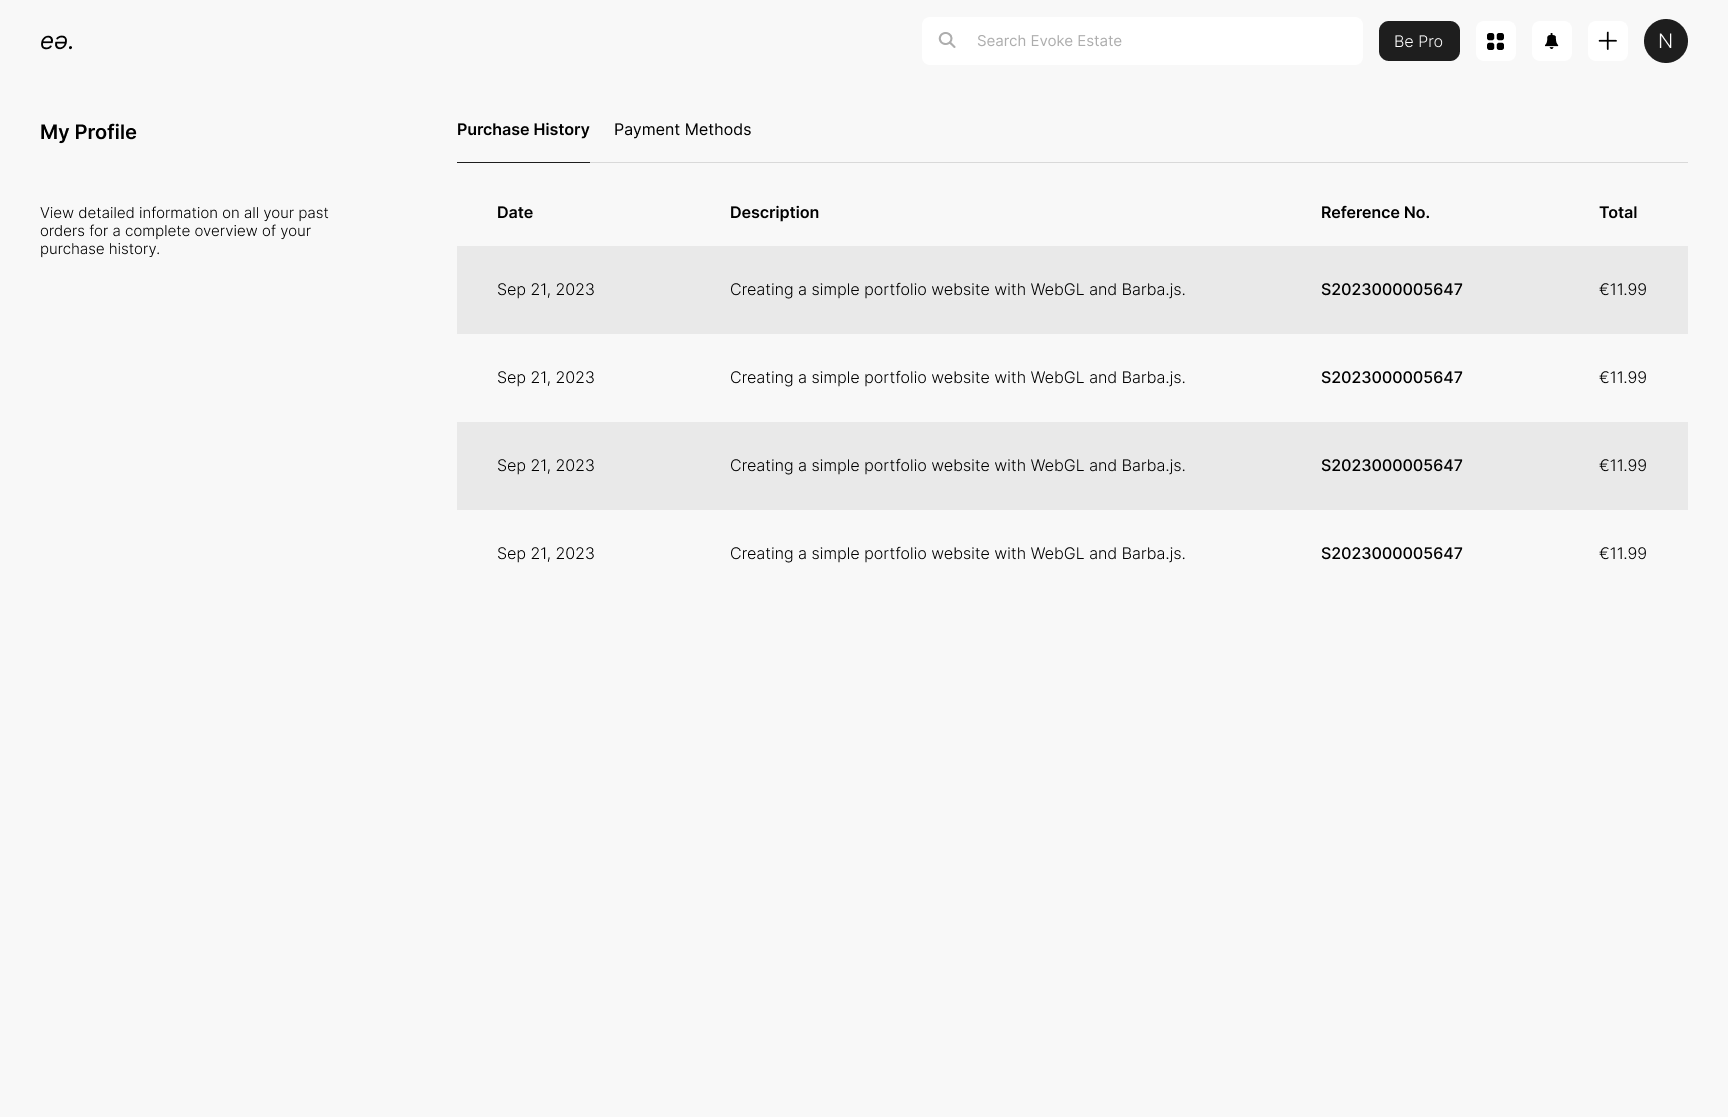 eə.
Search Evoke Estate
Be Pro
N
My Profile
Purchase History
Payment Methods
View detailed information on all your past
orders for a complete overview of your
purchase history.
Date Description Reference No. Total
Sep 21, 2023 Creating a simple portfolio website with WebGL and Barba.js. S2023000005647 €11.99
Sep 21, 2023 Creating a simple portfolio website with WebGL and Barba.js. S2023000005647 €11.99
Sep 21, 2023 Creating a simple portfolio website with WebGL and Barba.js. S2023000005647 €11.99
Sep 21, 2023 Creating a simple portfolio website with WebGL and Barba.js. S2023000005647 €11.99